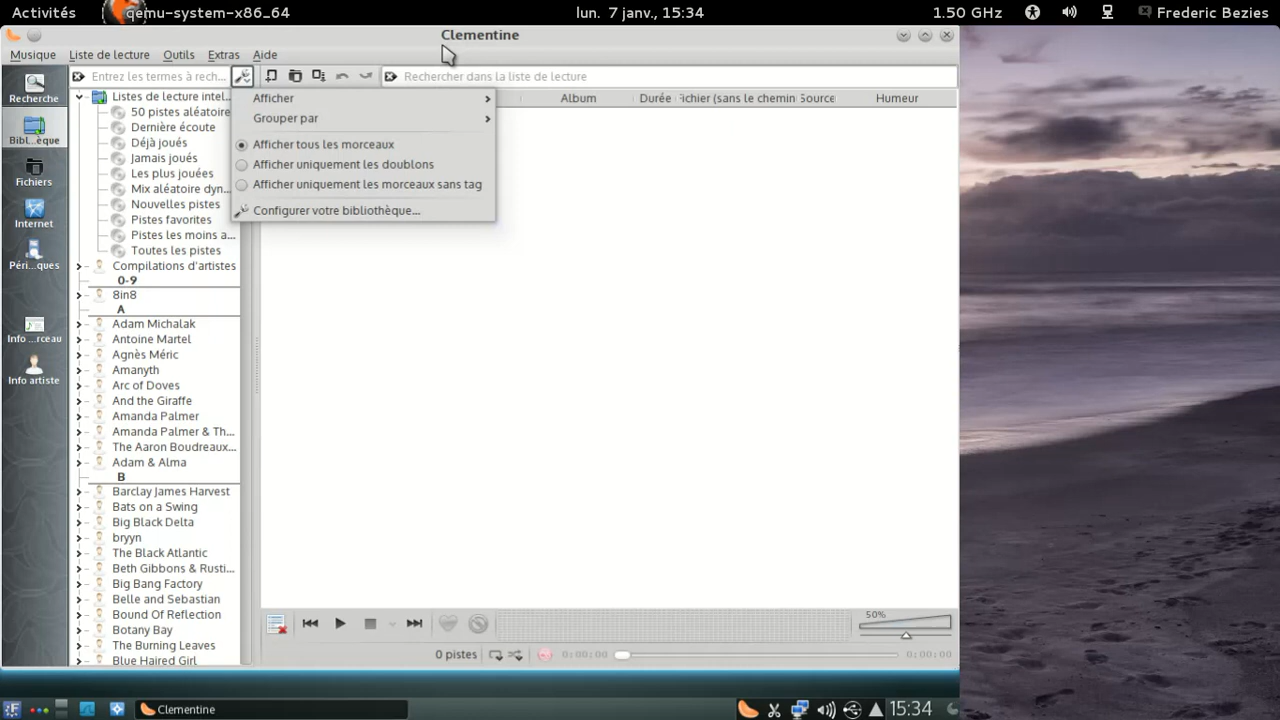 Activités
qemu-system-x86_64
lun. 7 janv., 15:34
1.50 GHz
Frederic Bezies
Clementine
Musique
Liste de lecture
Outils
Extras
Aide
Entrez les termes à rech...
Rechercher dans la liste de lecture
Recherche
Bibl...èque
Fichiers
Internet
Péri...ques
Info ...rceau
Info artiste
Listes de lecture intel...
50 pistes aléatoire
Dernière écoute
Déjà joués
Jamais joués
Les plus jouées
Mix aléatoire dyn...
Nouvelles pistes
Pistes favorites
Pistes les moins a...
Toutes les pistes
Compilations d'artistes
0-9
8in8
A
Adam Michalak
Antoine Martel
Agnès Méric
Amanyth
Arc of Doves
And the Giraffe
Amanda Palmer
Amanda Palmer & Th...
The Aaron Boudreaux...
Adam & Alma
B
Barclay James Harvest
Bats on a Swing
Big Black Delta
bryyn
The Black Atlantic
Beth Gibbons & Rusti...
Big Bang Factory
Belle and Sebastian
Bound Of Reflection
Botany Bay
The Burning Leaves
Blue Haired Girl
Afficher
Grouper par
Afficher tous les morceaux
Afficher uniquement les doublons
Afficher uniquement les morceaux sans tag
Configurer votre bibliothèque...
Album
Durée
Fichier (sans le chemin
Source
Humeur
50%
0 pistes
0:00:00
0:00:00
Clementine
15:34